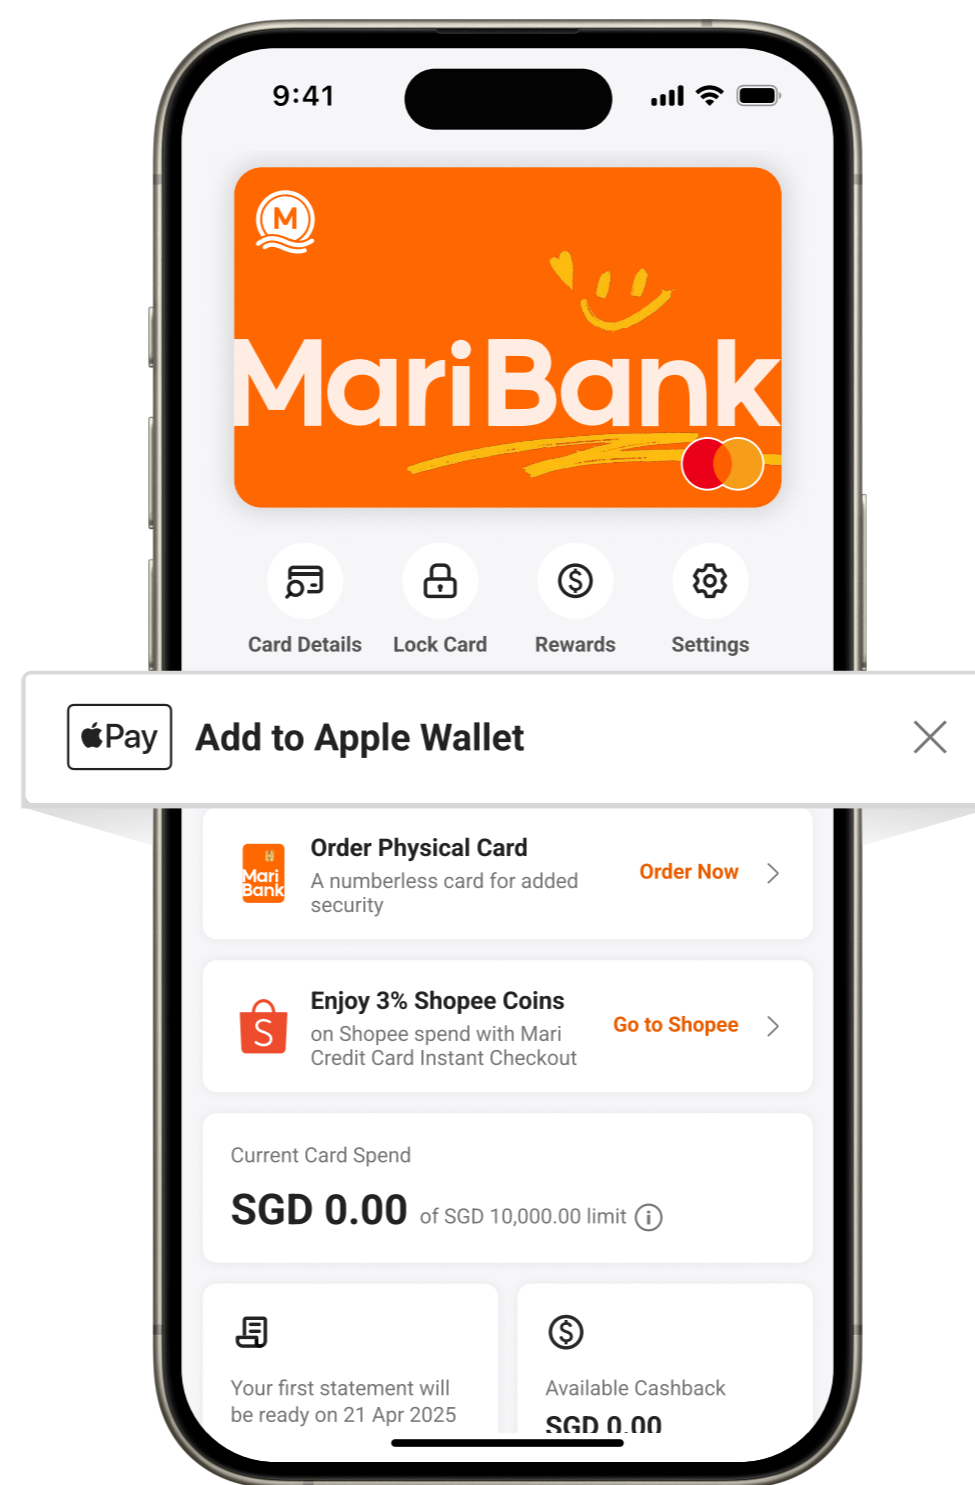 9:41
M
MariBank
Card Details
Lock Card
Rewards
Settings
Pay
Add to Apple Wallet
Mari
Bank
Order Physical Card
A numberless card for added
security
Order Now
S
Enjoy 3% Shopee Coins
on Shopee spend with Mari
Credit Card Instant Checkout
Go to Shopee
Current Card Spend
SGD 0.00 of SGD 10,000.00 limit
Your first statement will
be ready on 21 Apr 2025
Available Cashback
SGD 0.00